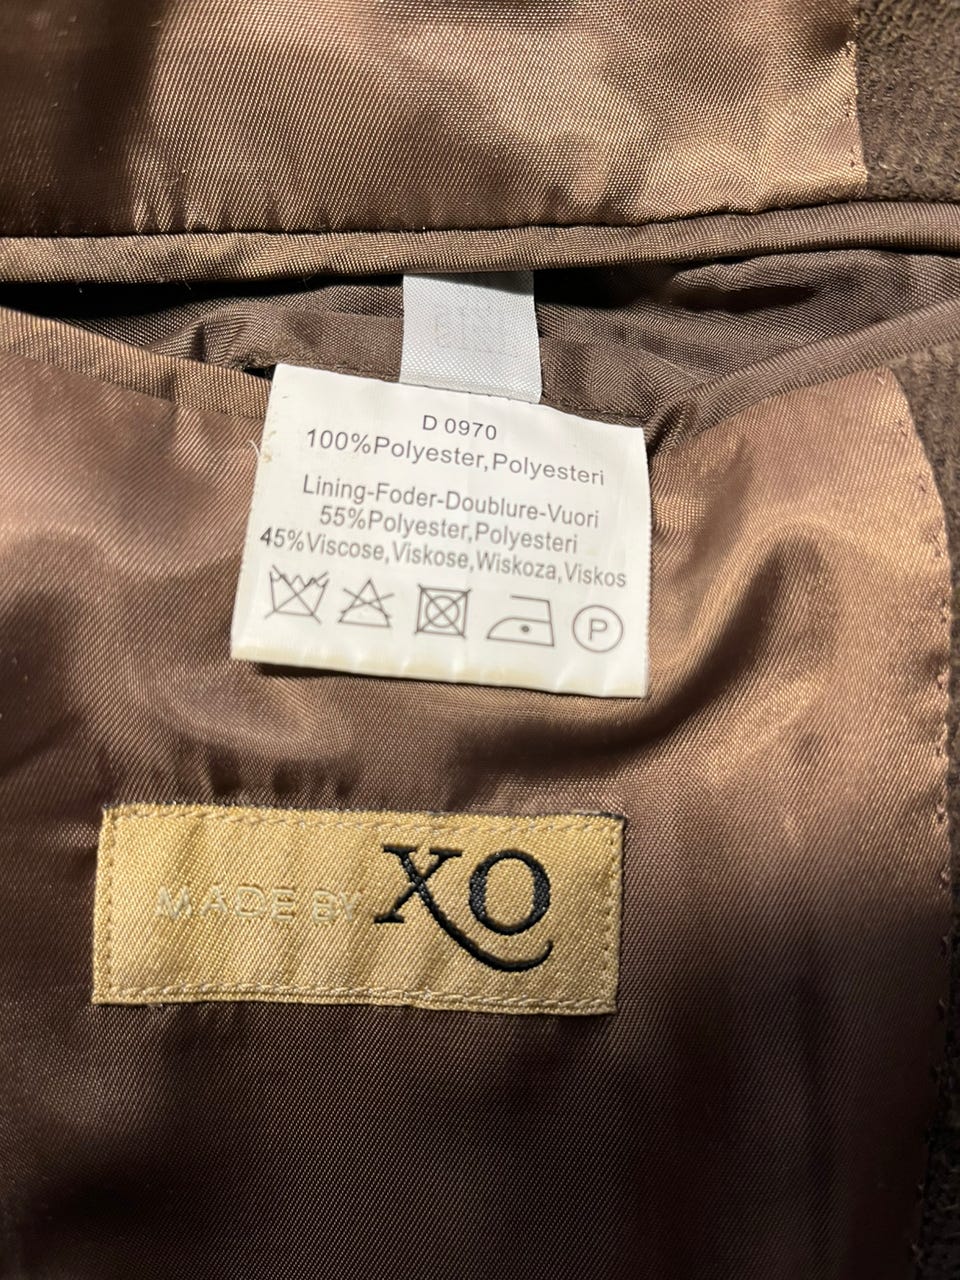 D 0970
100%Polyester,Polyesteri
Lining-Foder-Doublure-Vuori
55%Polyester,Polyesteri
45%Viscose,Viskose,Wiskoza,Viskos
P
MADE BY XO